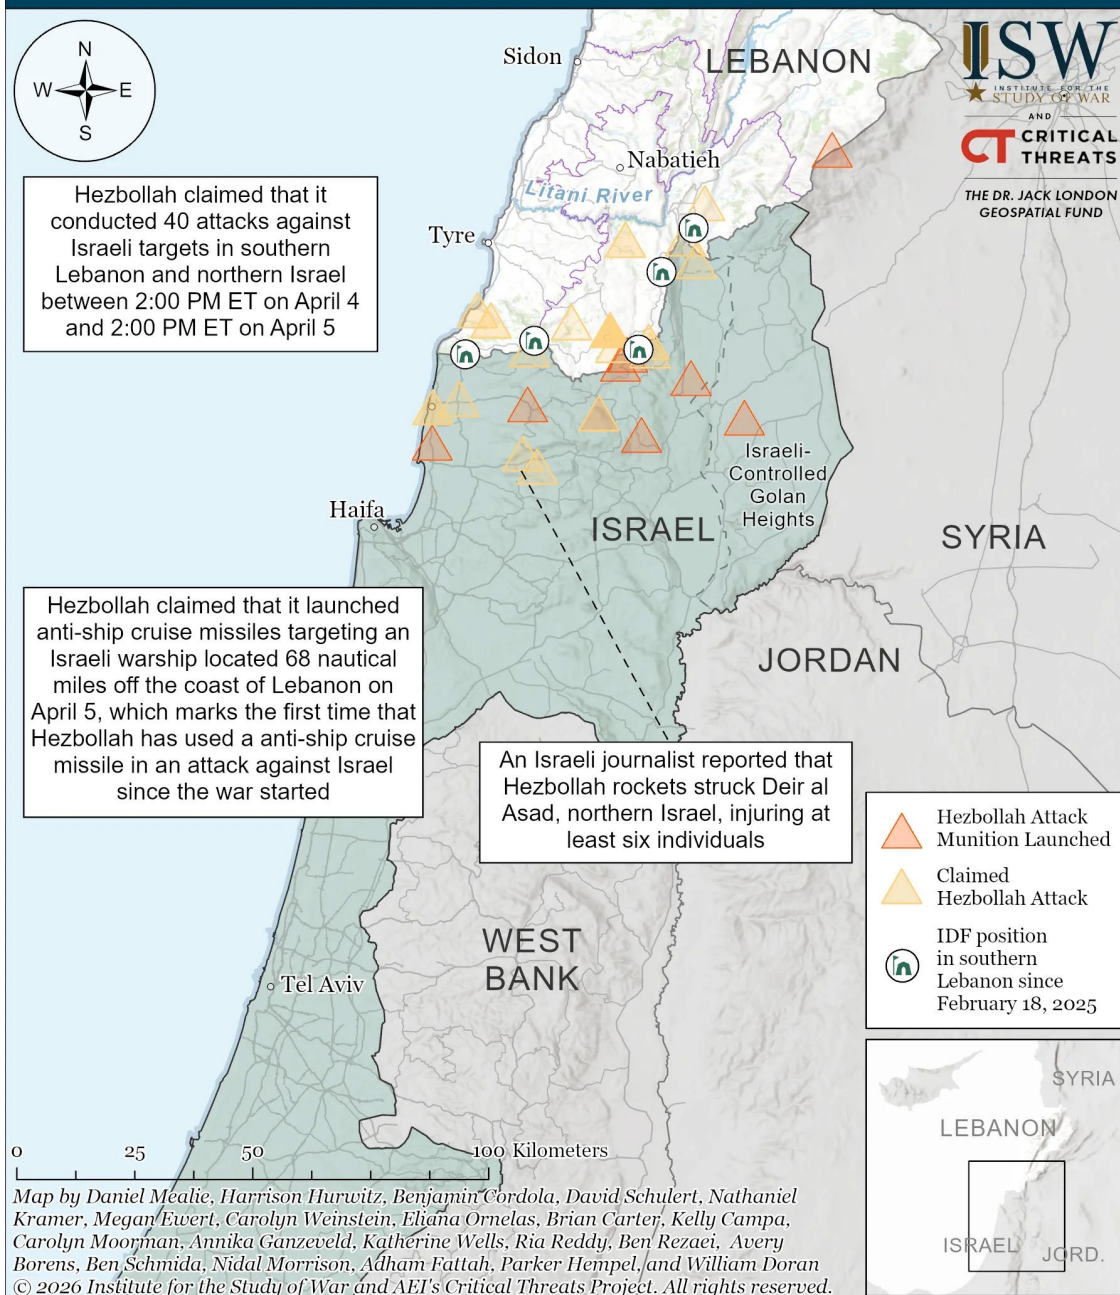 N
W E
S
Sidon
LEBANON
ISW
INSTITUTE FOR THE
STUDY OF WAR
AND
CT CRITICAL
THREATS
THE DR. JACK LONDON
GEOSPATIAL FUND
Nabatieh
Litani River
Tyre
Hezbollah claimed that it
conducted 40 attacks against
Israeli targets in southern
Lebanon and northern Israel
between 2:00 PM ET on April 4
and 2:00 PM ET on April 5
Israeli-
Controlled
Golan
Heights
Haifa
ISRAEL
SYRIA
Hezbollah claimed that it launched
anti-ship cruise missiles targeting an
Israeli warship located 68 nautical
miles off the coast of Lebanon on
April 5, which marks the first time that
Hezbollah has used a anti-ship cruise
missile in an attack against Israel
since the war started
JORDAN
An Israeli journalist reported that
Hezbollah rockets struck Deir al
Asad, northern Israel, injuring at
least six individuals
Hezbollah Attack
Munition Launched
Claimed
Hezbollah Attack
IDF position
in southern
Lebanon since
February 18, 2025
WEST
BANK
Tel Aviv
SYRIA
LEBANON
ISRAEL
JORD.
0 25 50 100 Kilometers
Map by Daniel Mealie, Harrison Hurwitz, Benjamin Cordola, David Schulert, Nathaniel
Kramer, Megan Ewert, Carolyn Weinstein, Eliana Ornelas, Brian Carter, Kelly Campa,
Carolyn Moorman, Annika Ganzeveld, Katherine Wells, Ria Reddy, Ben Rezaei, Avery
Borens, Ben Schmida, Nidal Morrison, Adham Fattah, Parker Hempel, and William Doran
© 2026 Institute for the Study of War and AEI's Critical Threats Project. All rights reserved.